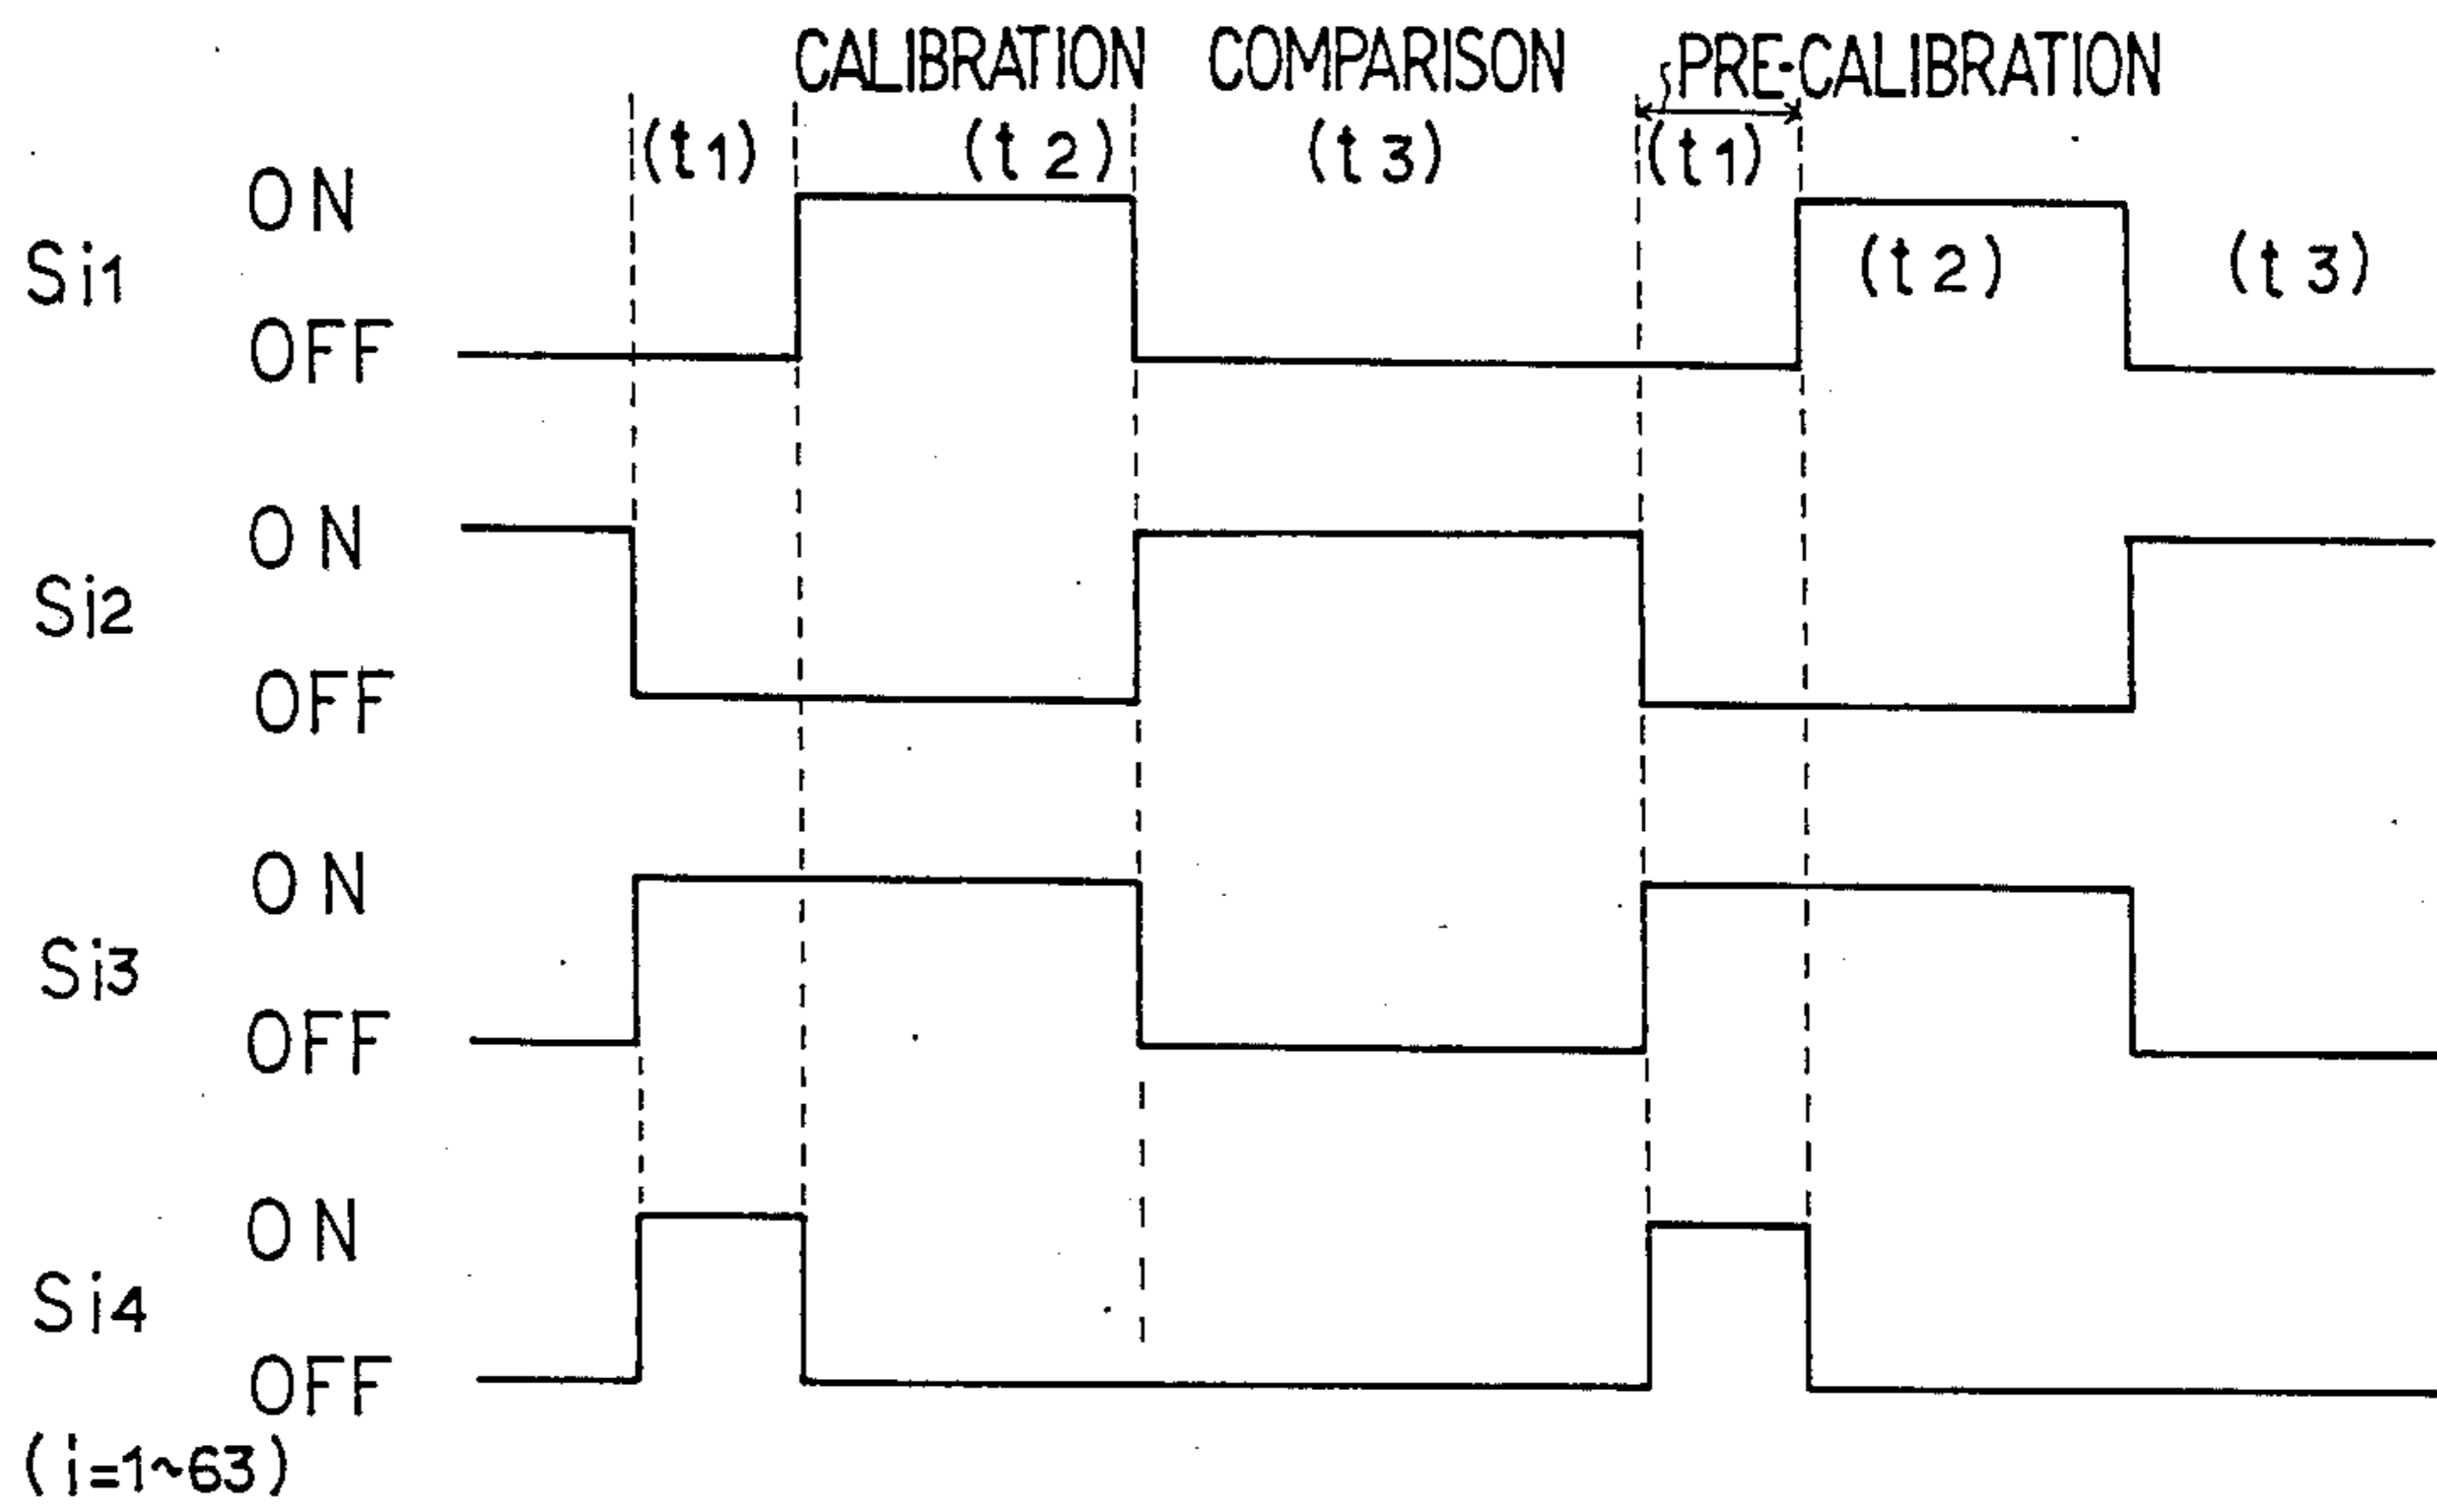 CALIBRATION COMPARISON PRE-CALIBRATION
(t1) (t2) (t3) (t1)
ON
Si1 (t2) (t3)
OFF
ON
Si2
OFF
ON
Si3
OFF
ON
Si4
OFF
(i=1~63)